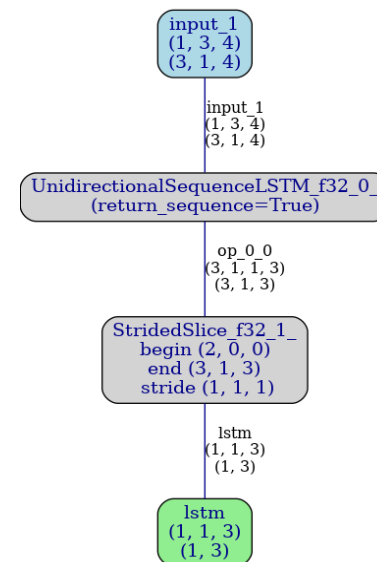 input_1
(1, 3, 4)
(3, 1, 4)
input_1
(1, 3, 4)
(3, 1, 4)
UnidirectionalSequenceLSTM_f32_0_
(return_sequence=True)
op_0_0
(3, 1, 1, 3)
(3, 1, 3)
StridedSlice_f32_1_
begin (2, 0, 0)
end (3, 1, 3)
stride (1, 1, 1)
lstm
(1, 1, 3)
(1, 3)
lstm
(1, 1, 3)
(1, 3)